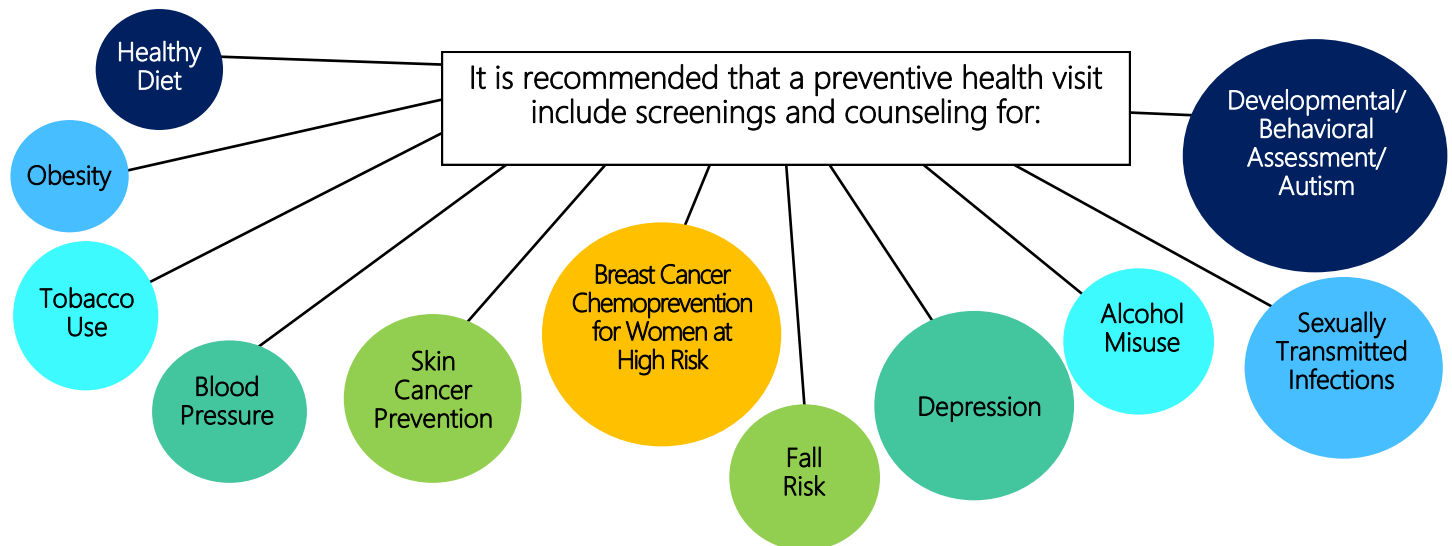 It is recommended that a preventive health visit
include screenings and counseling for:
Healthy
Diet
Obesity
Tobacco
Use
Blood
Pressure
Skin
Cancer
Prevention
Breast Cancer
Chemoprevention
for Women at
High Risk
Fall
Risk
Depression
Alcohol
Misuse
Sexually
Transmitted
Infections
Developmental/
Behavioral
Assessment/
Autism